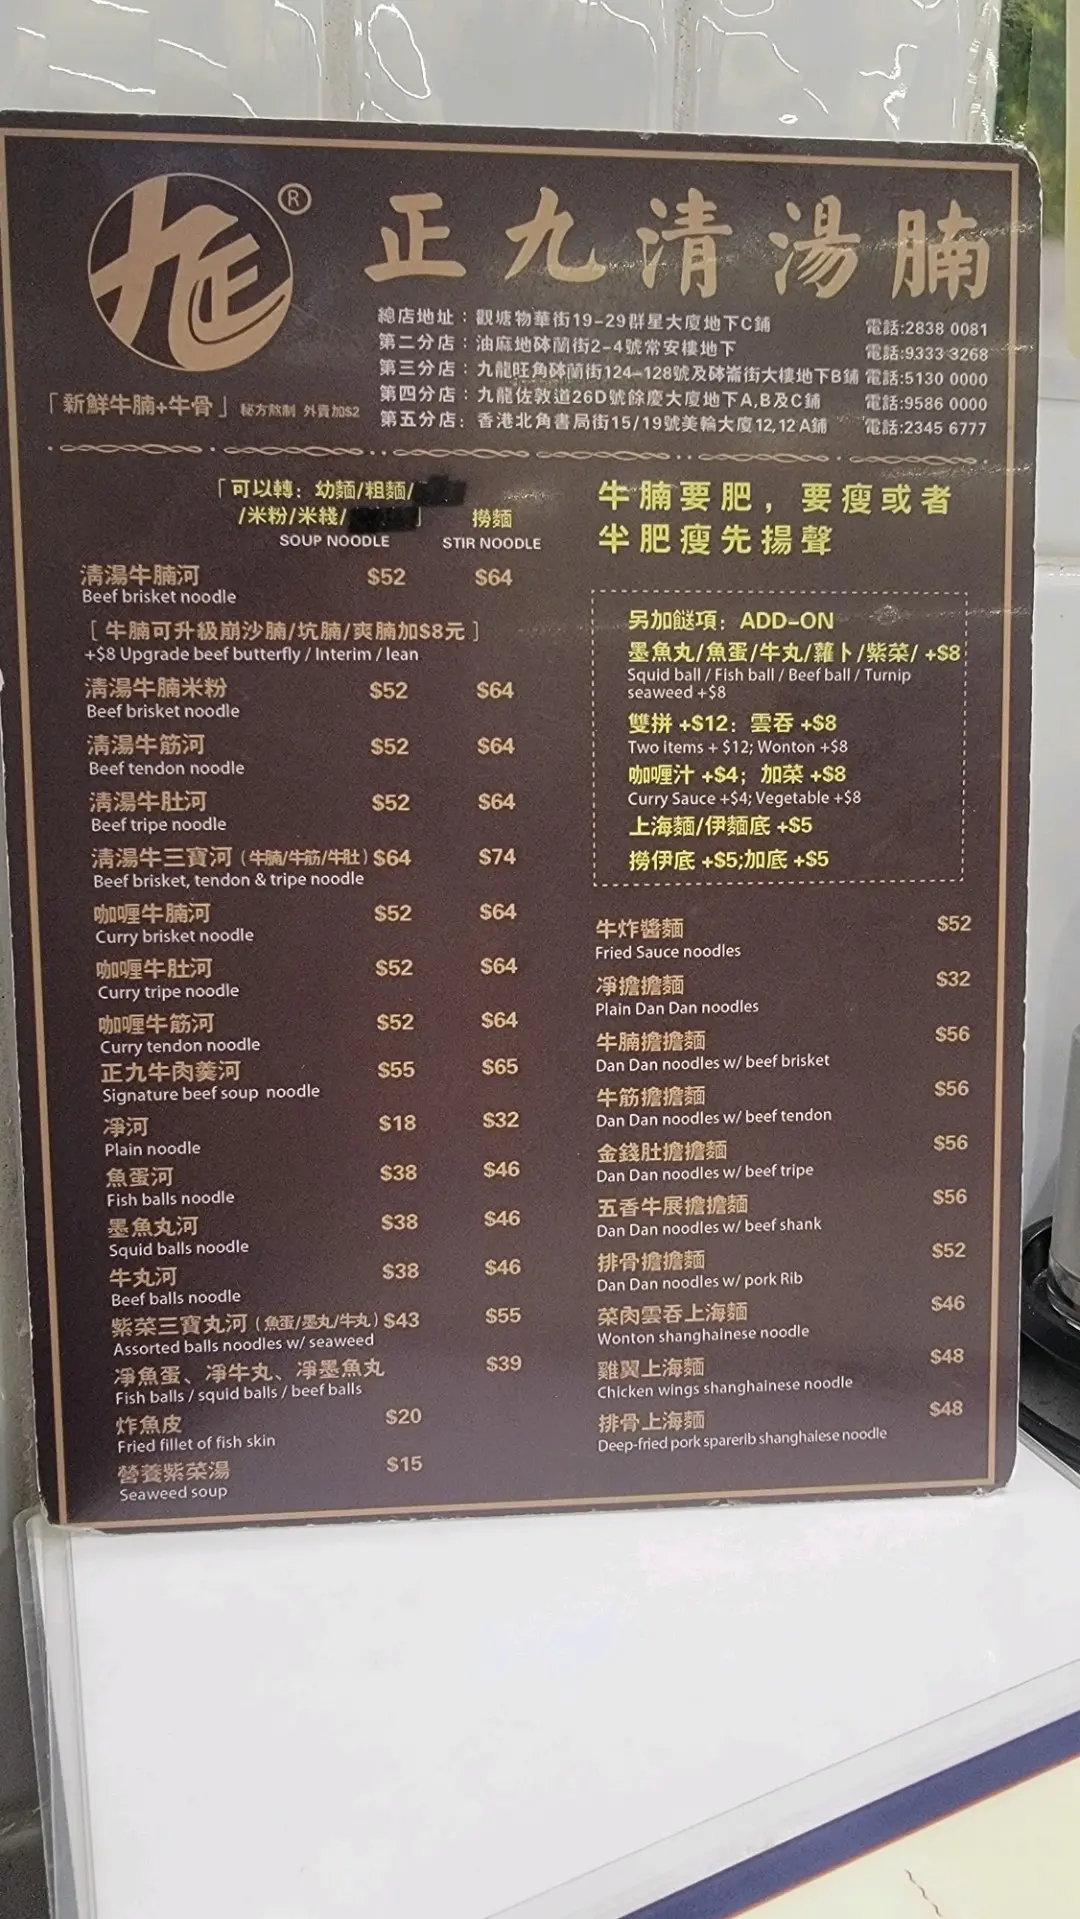 九正
®
正九清湯腩
總店地址：觀塘物華街19-29群星大廈地下C鋪 電話:2838 0081
第二分店：油麻地砵蘭街2-4號常安樓地下 電話:9333 3268
第三分店：九龍旺角砵蘭街124-128號及砵崙街大樓地下B鋪 電話:5130 0000
第四分店：九龍佐敦道26D號餘慶大廈地下A,B及C鋪 電話:9586 0000
第五分店：香港北角書局街15/19號美輪大廈12,12A鋪 電話:2345 6777
「新鮮牛腩+牛骨」秘方熬制 外賣加$2
「可以轉：幼麵/粗麵/
/米粉/米綫/ 」 撈麵
SOUP NOODLE STIR NOODLE
清湯牛腩河 $52 $64
Beef brisket noodle
[ 牛腩可升級崩沙腩/坑腩/爽腩加$8元 ]
+$8 Upgrade beef butterfly / Interim / lean
清湯牛腩米粉 $52 $64
Beef brisket noodle
清湯牛筋河 $52 $64
Beef tendon noodle
清湯牛肚河 $52 $64
Beef tripe noodle
清湯牛三寶河 (牛腩/牛筋/牛肚) $64 $74
Beef brisket, tendon & tripe noodle
咖喱牛腩河 $52 $64
Curry brisket noodle
咖喱牛肚河 $52 $64
Curry tripe noodle
咖喱牛筋河 $52 $64
Curry tendon noodle
正九牛肉羹河 $55 $65
Signature beef soup noodle
凈河 $18 $32
Plain noodle
魚蛋河 $38 $46
Fish balls noodle
墨魚丸河 $38 $46
Squid balls noodle
牛丸河 $38 $46
Beef balls noodle
紫菜三寶丸河 (魚蛋/墨丸/牛丸) $43 $55
Assorted balls noodles w/ seaweed
凈魚蛋、凈牛丸、凈墨魚丸 $39
Fish balls / squid balls / beef balls
炸魚皮 $20
Fried fillet of fish skin
營養紫菜湯 $15
Seaweed soup
牛腩要肥，要瘦或者
半肥瘦先揚聲
另加餸項：ADD-ON
墨魚丸/魚蛋/牛丸/蘿卜/紫菜/ +$8
Squid ball / Fish ball / Beef ball / Turnip
seaweed +$8
雙拼 +$12：雲吞 +$8
Two items + $12; Wonton +$8
咖喱汁 +$4；加菜 +$8
Curry Sauce +$4; Vegetable +$8
上海麵/伊麵底 +$5
撈伊底 +$5;加底 +$5
牛炸醬麵 $52
Fried Sauce noodles
凈擔擔麵 $32
Plain Dan Dan noodles
牛腩擔擔麵 $56
Dan Dan noodles w/ beef brisket
牛筋擔擔麵 $56
Dan Dan noodles w/ beef tendon
金錢肚擔擔麵 $56
Dan Dan noodles w/ beef tripe
五香牛展擔擔麵 $56
Dan Dan noodles w/ beef shank
排骨擔擔麵 $52
Dan Dan noodles w/ pork Rib
菜肉雲吞上海麵 $46
Wonton shanghainese noodle
雞翼上海麵 $48
Chicken wings shanghainese noodle
排骨上海麵 $48
Deep-fried pork sparerib shanghaiese noodle